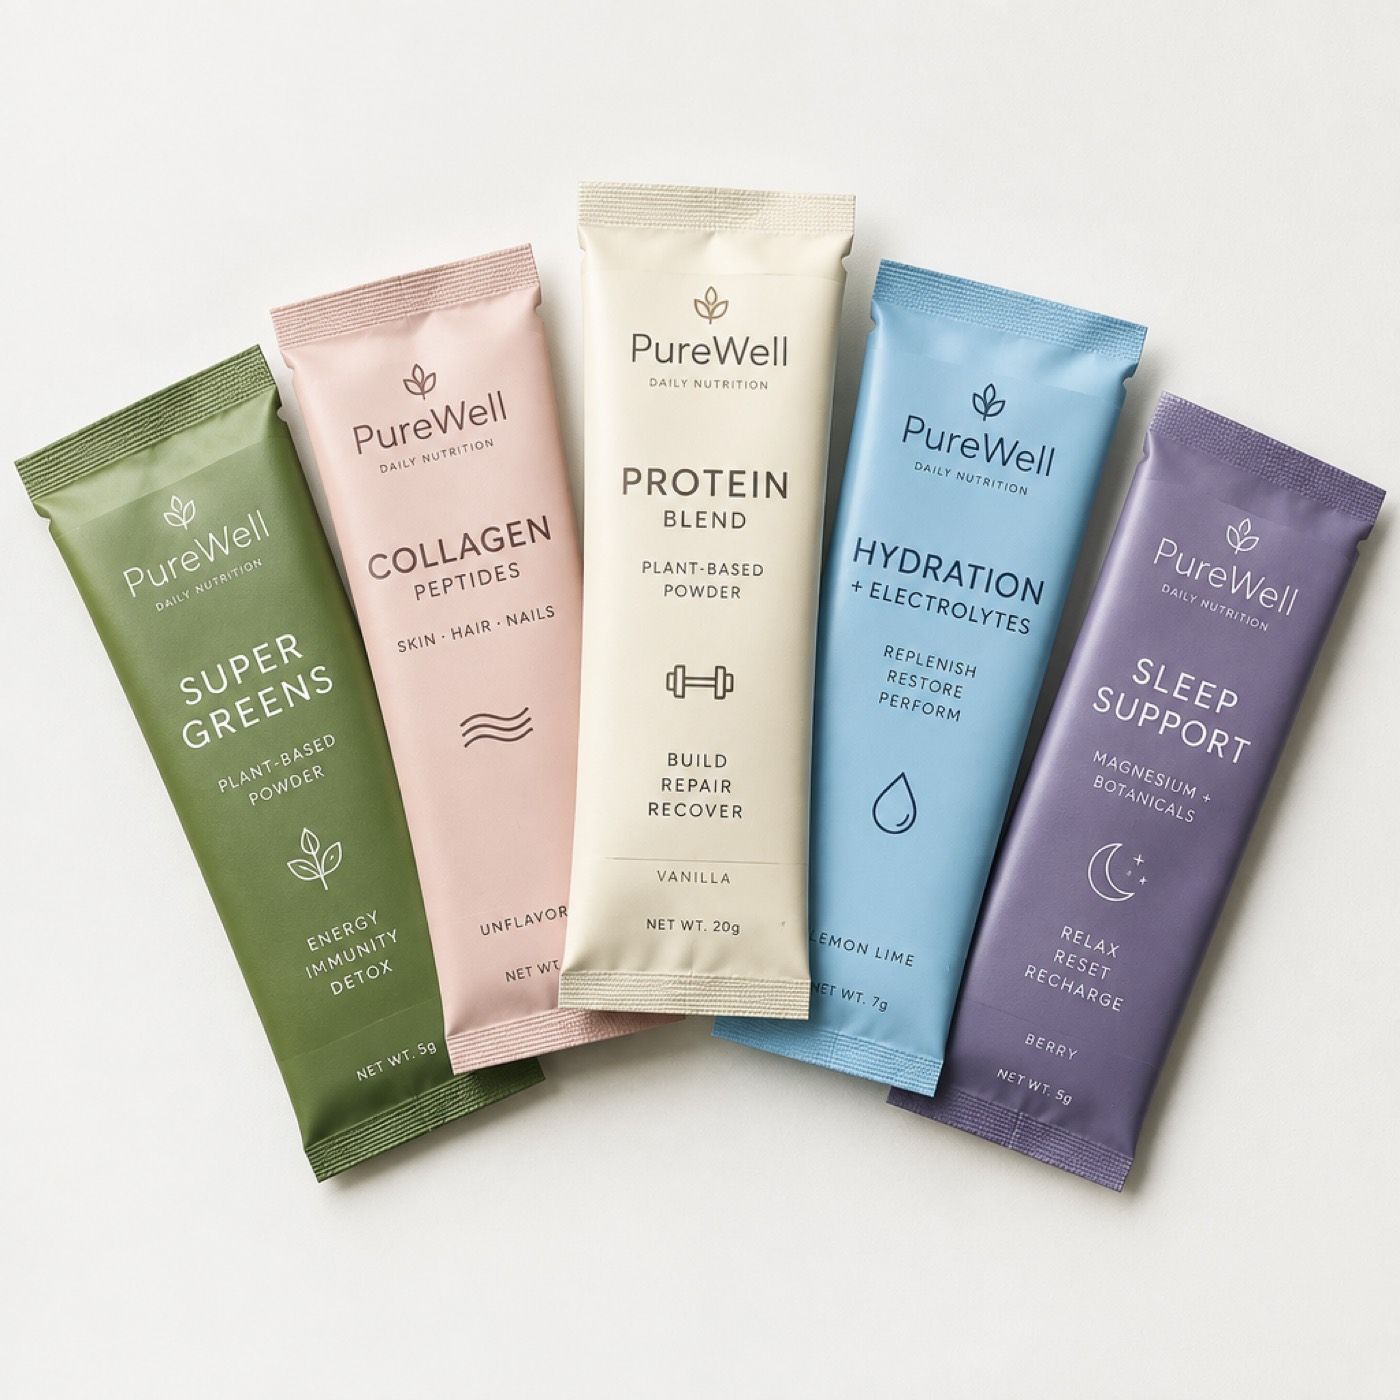 PureWell
DAILY NUTRITION
SUPER
GREENS
PLANT-BASED
POWDER
ENERGY
IMMUNITY
DETOX
NET WT. 5g
PureWell
DAILY NUTRITION
COLLAGEN
PEPTIDES
SKIN · HAIR · NAILS
UNFLAVOR
NET WT.
PureWell
DAILY NUTRITION
PROTEIN
BLEND
PLANT-BASED
POWDER
BUILD
REPAIR
RECOVER
VANILLA
NET WT. 20g
PureWell
DAILY NUTRITION
HYDRATION
+ ELECTROLYTES
REPLENISH
RESTORE
PERFORM
LEMON LIME
NET WT. 7g
PureWell
DAILY NUTRITION
SLEEP
SUPPORT
MAGNESIUM +
BOTANICALS
RELAX
RESET
RECHARGE
BERRY
NET WT. 5g